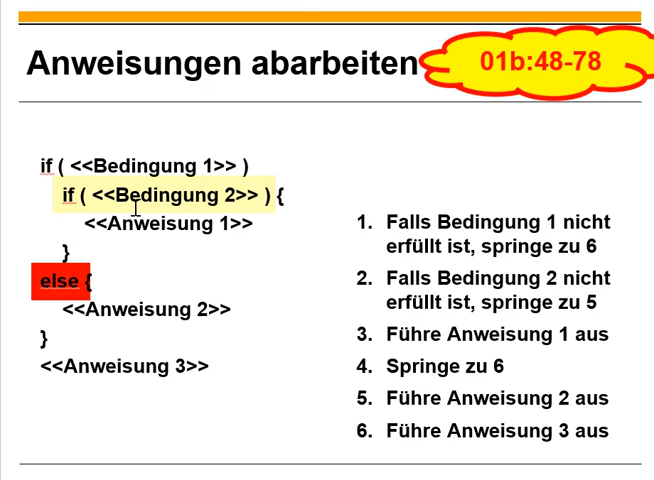 Anweisungen abarbeiten
01b:48-78
if ( <<Bedingung 1>> )
if ( <<Bedingung 2>> ) {
<<Anweisung 1>>
}
else {
<<Anweisung 2>>
}
<<Anweisung 3>>
1. Falls Bedingung 1 nicht
erfüllt ist, springe zu 6
2. Falls Bedingung 2 nicht
erfüllt ist, springe zu 5
3. Führe Anweisung 1 aus
4. Springe zu 6
5. Führe Anweisung 2 aus
6. Führe Anweisung 3 aus